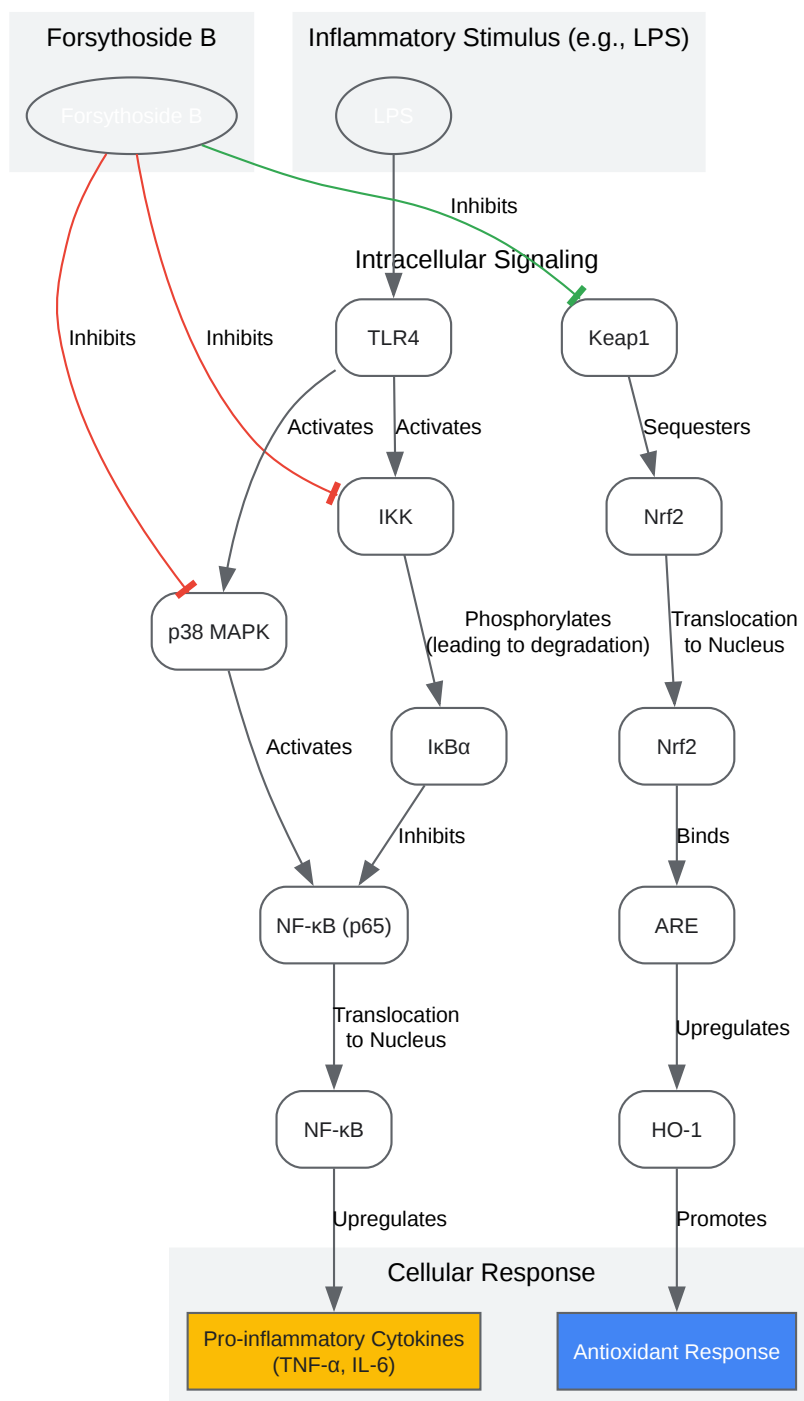 Forsythoside B
Inflammatory Stimulus (e.g., LPS)
Forsythoside B
LPS
Inhibits
Intracellular Signaling
Inhibits
Inhibits
TLR4
Keap1
Activates
Activates
Sequesters
IKK
Nrf2
Phosphorylates
(leading to degradation)
Translocation
to Nucleus
p38 MAPK
Activates
IκBα
Nrf2
Inhibits
Binds
NF-κB (p65)
ARE
Translocation
to Nucleus
Upregulates
NF-κB
HO-1
Upregulates
Promotes
Cellular Response
Pro-inflammatory Cytokines
(TNF-α, IL-6)
Antioxidant Response